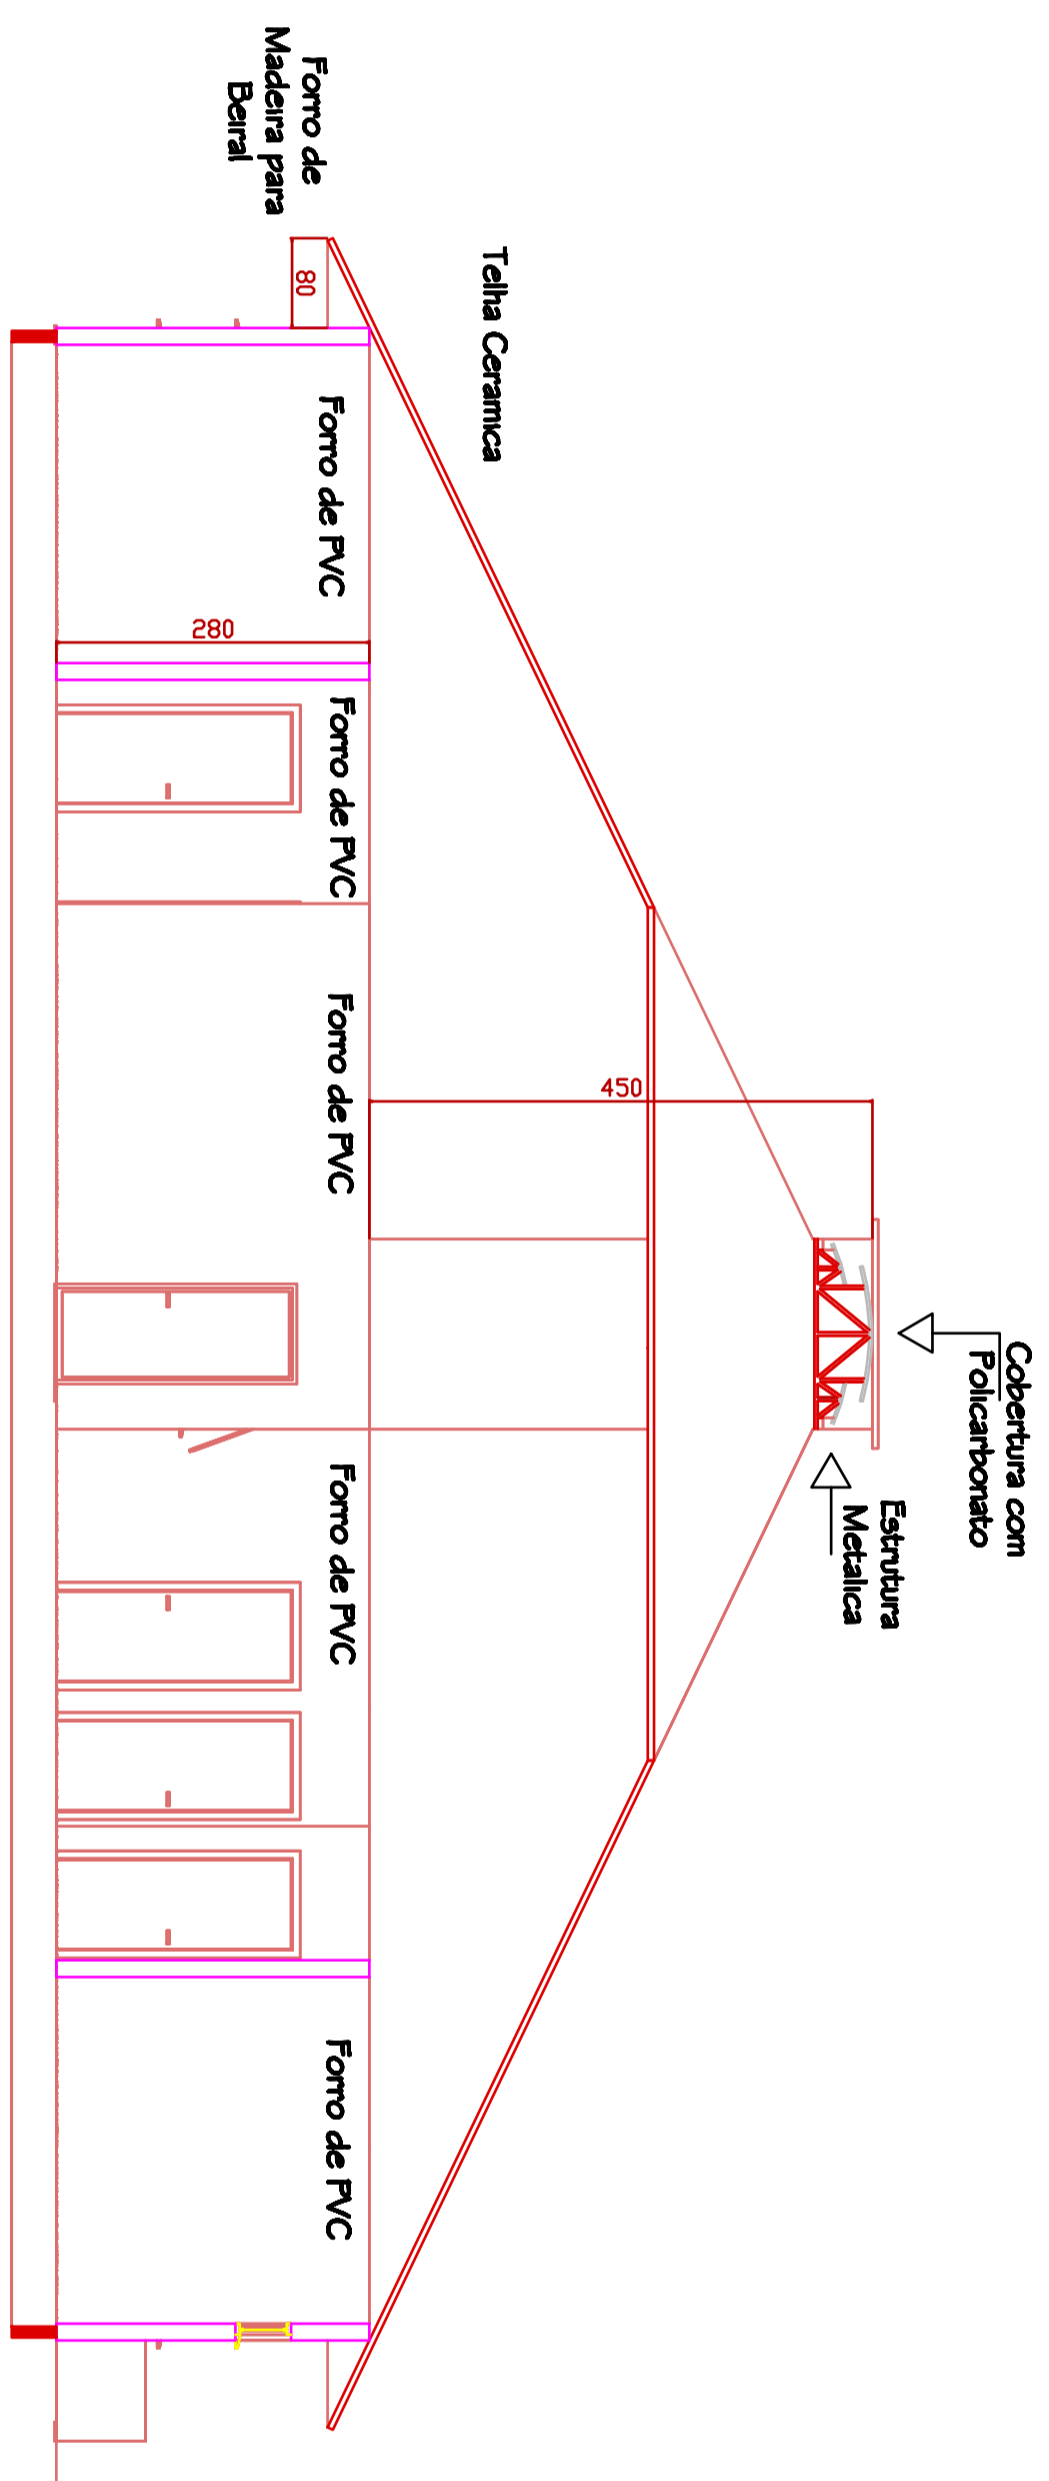 Cobertura com
Policarbonato
Estrutura
Metalica
450
Telha Ceramica
Forro de
Madeira para
Beiral
80
280
Forro de PVC
Forro de PVC
Forro de PVC
Forro de PVC
Forro de PVC